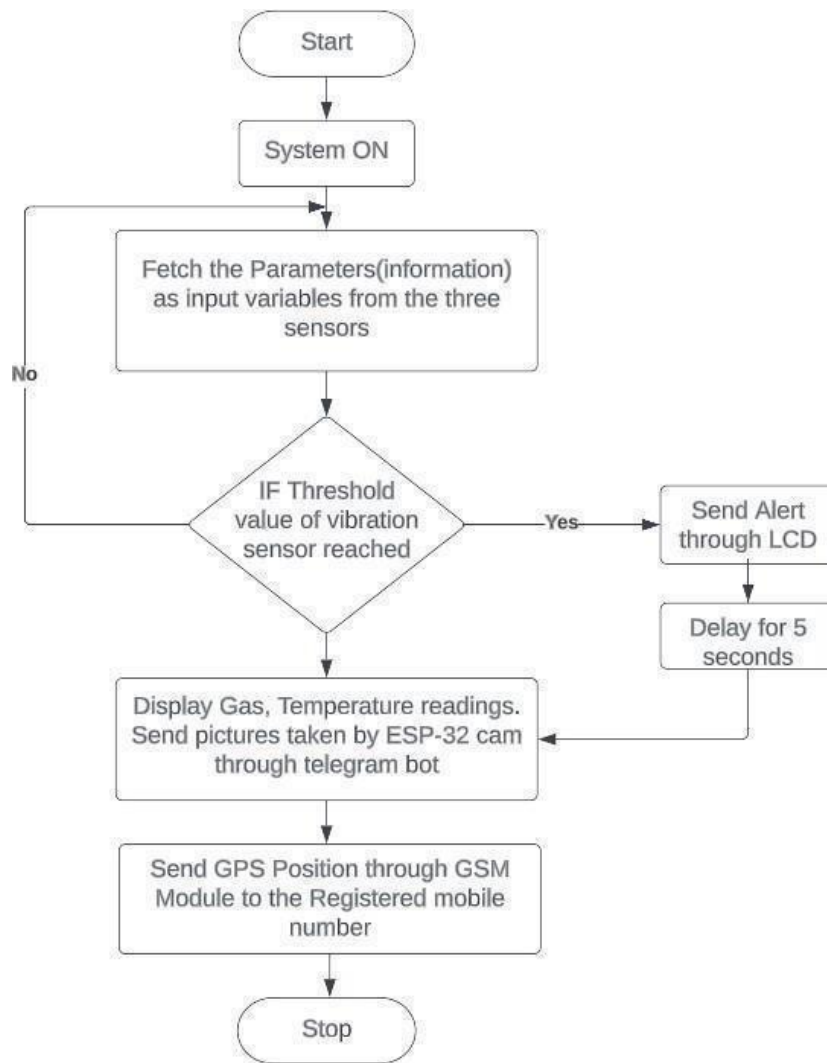 Start
System ON
Fetch the Parameters(information)
as input variables from the three
sensors
No
IF Threshold
value of vibration
sensor reached
Yes
Send Alert
through LCD
Delay for 5
seconds
Display Gas, Temperature readings.
Send pictures taken by ESP-32 cam
through telegram bot
Send GPS Position through GSM
Module to the Registered mobile
number
Stop